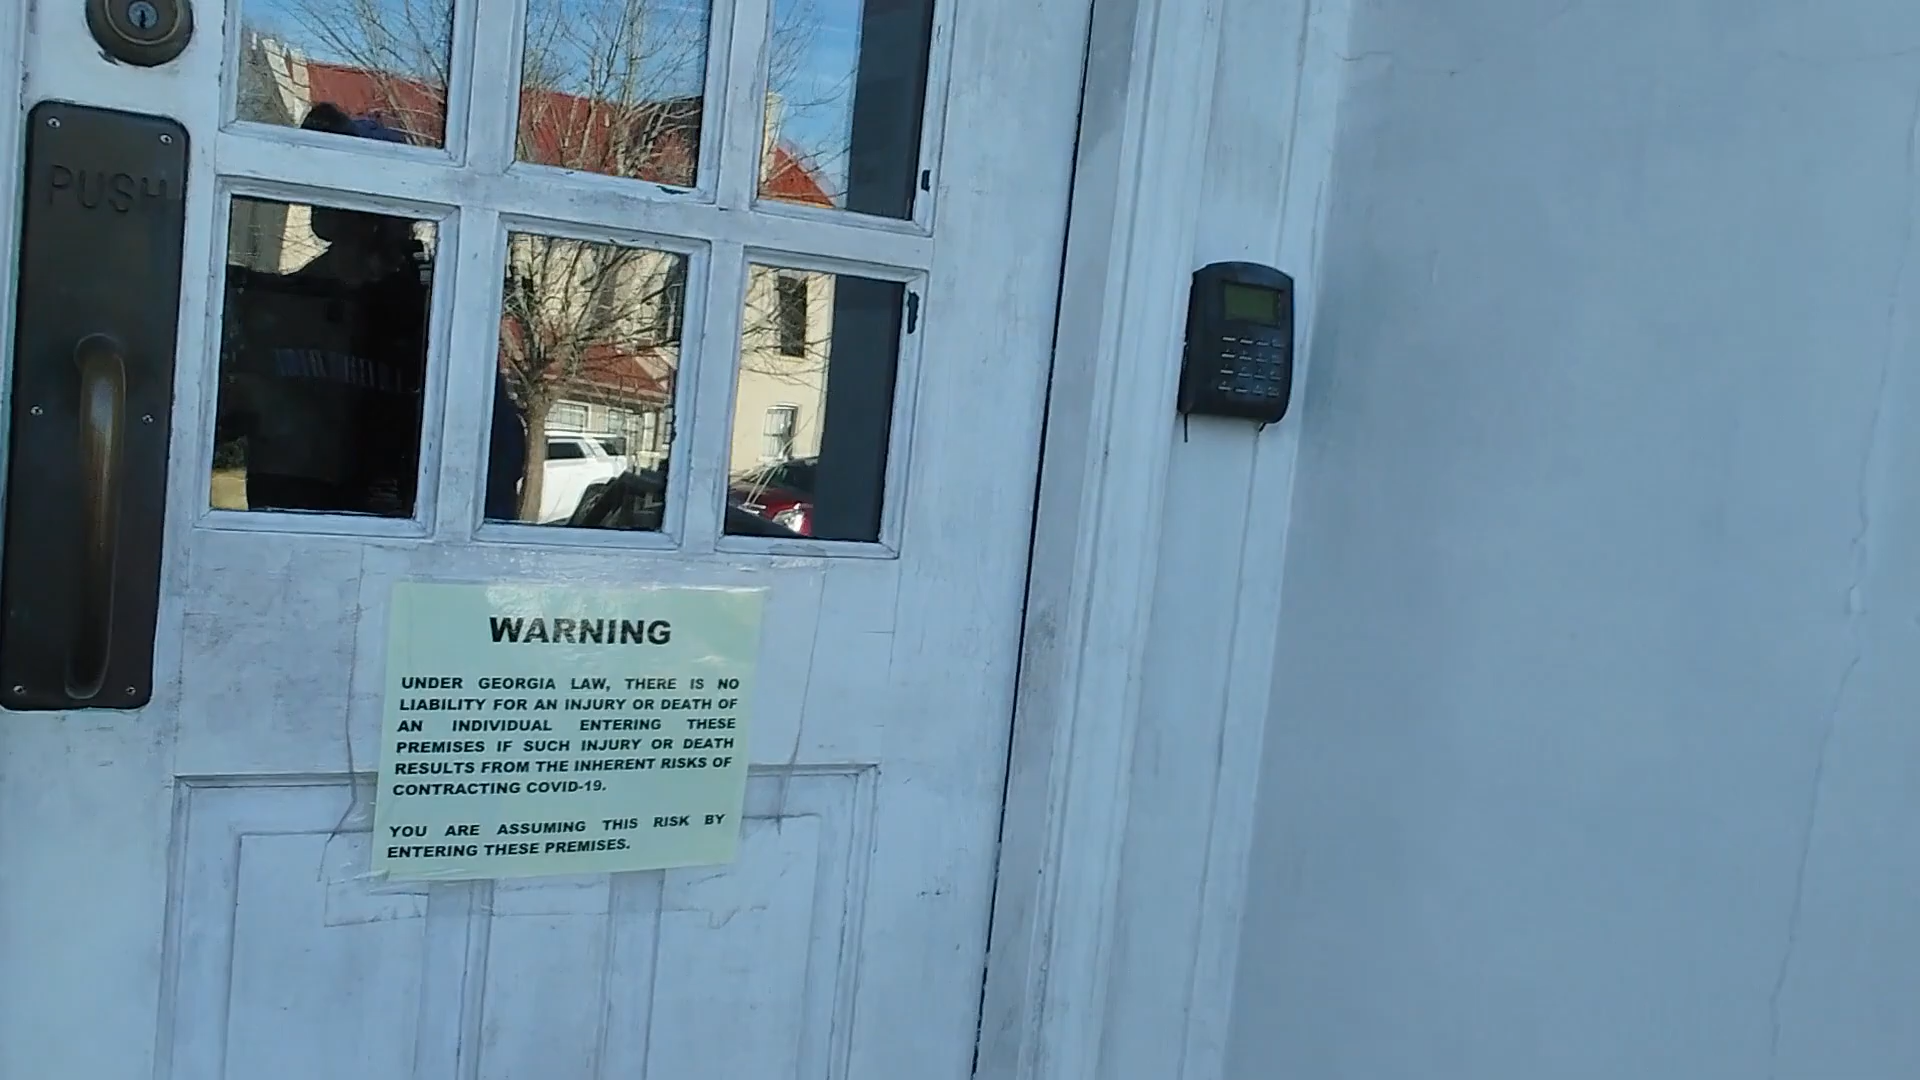 PUSH
WARNING
UNDER GEORGIA LAW, THERE IS NO
LIABILITY FOR AN INJURY OR DEATH OF
AN INDIVIDUAL ENTERING THESE
PREMISES IF SUCH INJURY OR DEATH
RESULTS FROM THE INHERENT RISKS OF
CONTRACTING COVID-19.
YOU ARE ASSUMING THIS RISK BY
ENTERING THESE PREMISES.